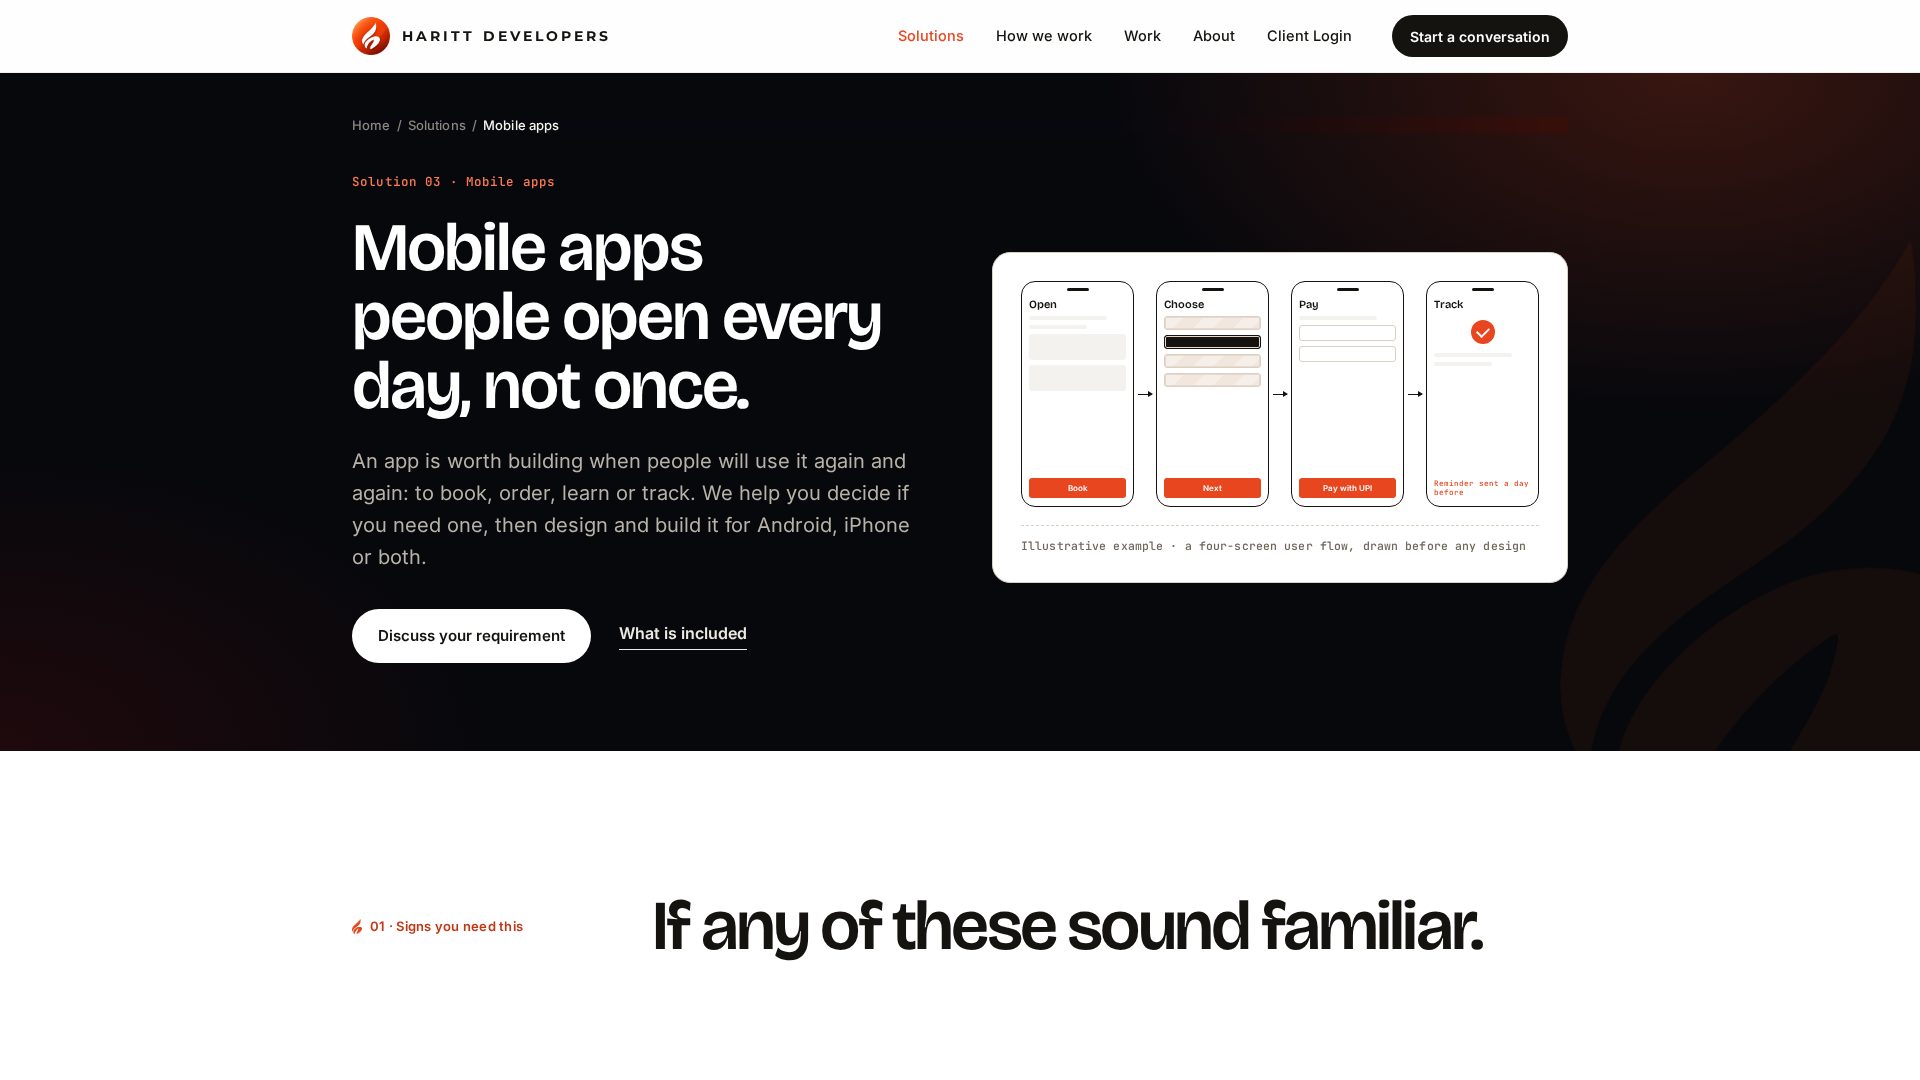 HARITT DEVELOPERS
Solutions
How we work
Work
About
Client Login
Start a conversation
Home / Solutions / Mobile apps
Solution 03 · Mobile apps
Mobile apps
people open every
day, not once.
An app is worth building when people will use it again and
again: to book, order, learn or track. We help you decide if
you need one, then design and build it for Android, iPhone
or both.
Discuss your requirement
What is included
Open
Book
Choose
Next
Pay
Pay with UPI
Track
Reminder sent a day
before
Illustrative example · a four-screen user flow, drawn before any design
01 · Signs you need this
If any of these sound familiar.